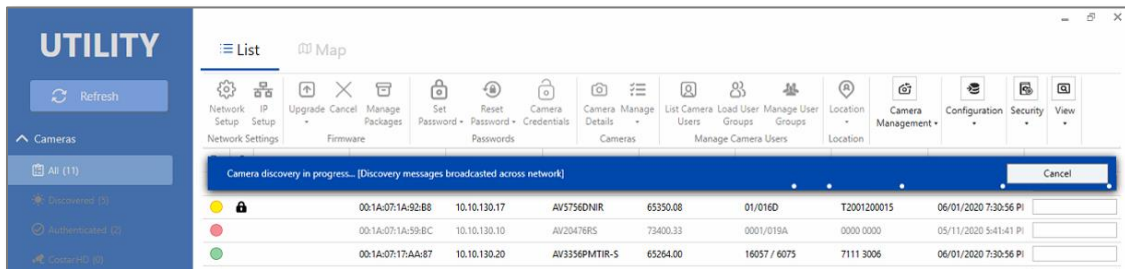 UTILITY
Refresh
Cameras
All (11)
Discovered (5)
Authenticated (2)
CostarHD (0)
List Map
Network Setup IP Setup Upgrade Cancel Manage Packages Set Password Reset Password Camera Credentials Camera Details Manage List Camera Users Load User Groups Manage User Groups Location Camera Management Configuration Security View
Network Settings Firmware Passwords Cameras Manage Camera Users Location
Camera discovery in progress... [Discovery messages broadcasted across network] Cancel
00:1A:07:1A:92:B8 10.10.130.17 AV5756DNIR 65350.08 01/016D T2001200015 06/01/2020 7:30:56 PI
00:1A:07:1A:59:BC 10.10.130.10 AV20476RS 73400.33 0001/019A 0000 0000 05/11/2020 5:41:41 PI
00:1A:07:17:AA:87 10.10.130.20 AV3356PMTIR-S 65264.00 16057 / 6075 7111 3006 06/01/2020 7:30:56 PI